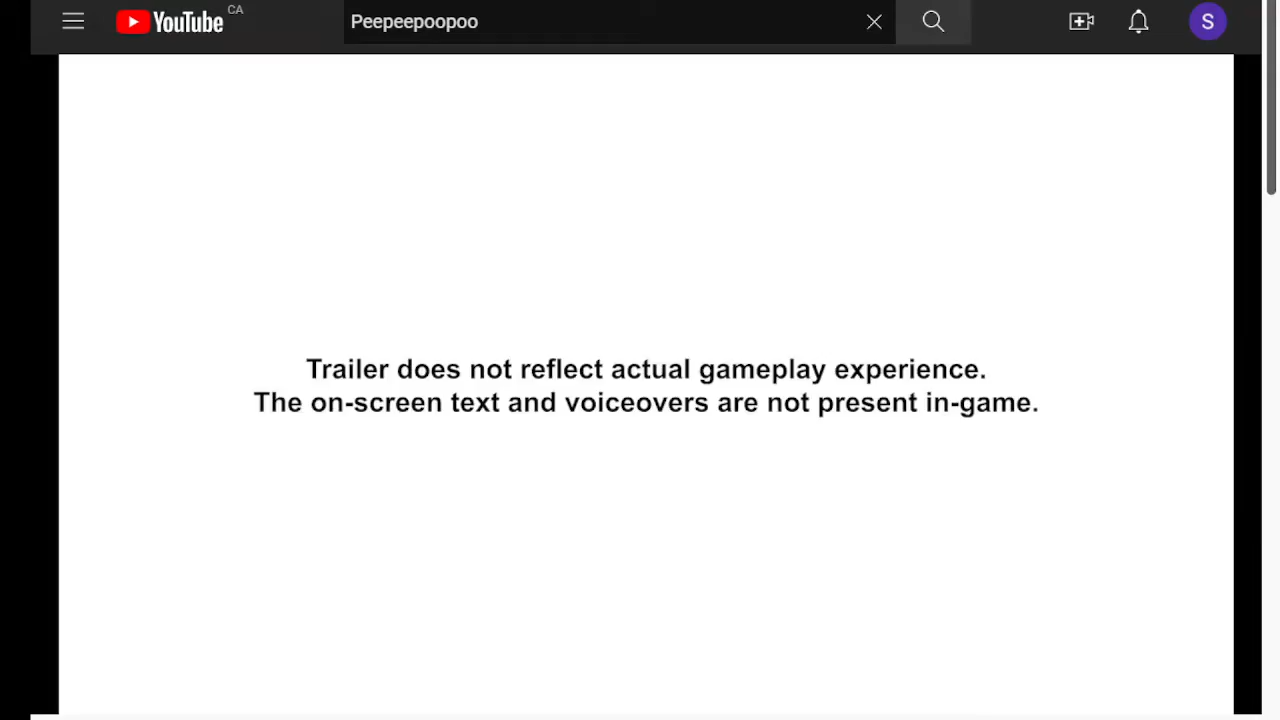 YouTube CA
Peepeepoopoo
S
Trailer does not reflect actual gameplay experience.
The on-screen text and voiceovers are not present in-game.